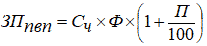 ЗПпвп = Сч × Ф × (1 + П/100)